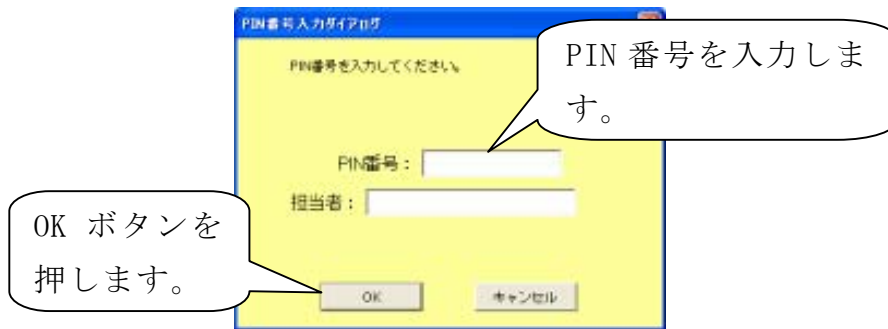 PIN番号入力ダイアログ
PIN番号を入力してください。
PIN 番号を入力しま
す。
PIN番号：
担当者：
OK ボタンを
押します。
OK
キャンセル